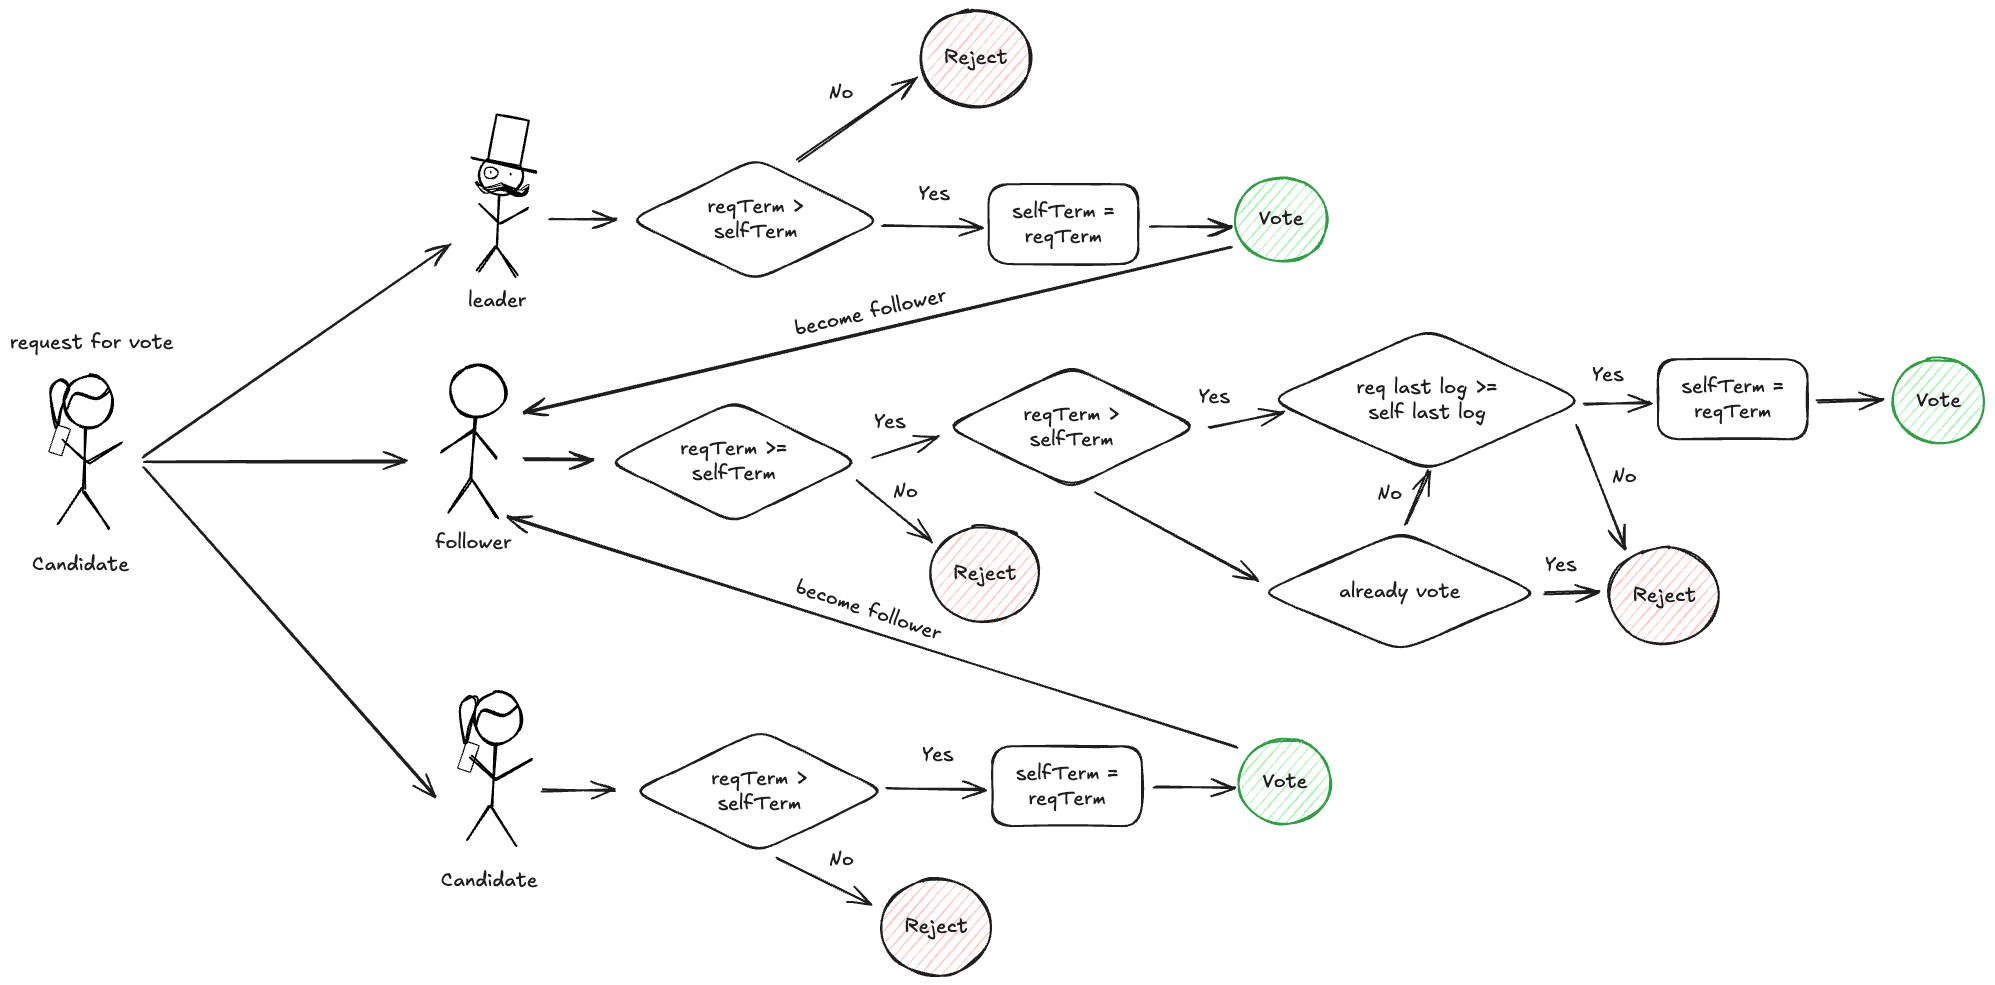 Reject
No
reqTerm >
selfTerm
Yes
selfTerm =
reqTerm
Vote
leader
become follower
request for vote
Candidate
follower
reqTerm >=
selfTerm
Yes
No
Reject
reqTerm >
selfTerm
Yes
req last log >=
self last log
Yes
selfTerm =
reqTerm
Vote
No
No
already vote
Yes
Reject
become follower
Candidate
reqTerm >
selfTerm
Yes
selfTerm =
reqTerm
Vote
No
Reject